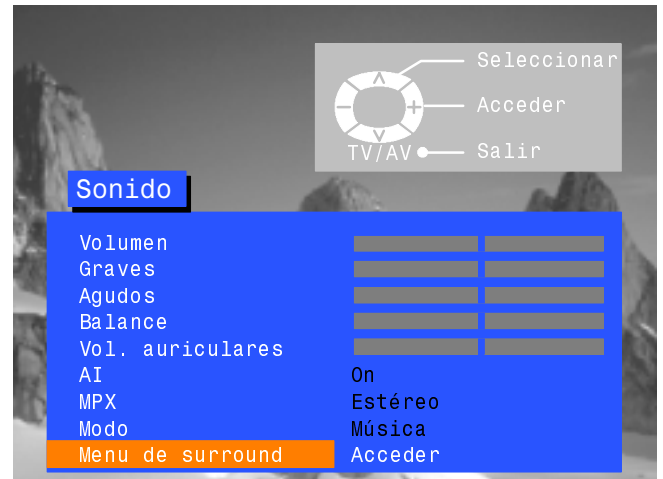 Seleccionar
Acceder
TV/AV Salir
Sonido
Volumen
Graves
Agudos
Balance
Vol. auriculares
AI On
MPX Estéreo
Modo Música
Menu de surround Acceder